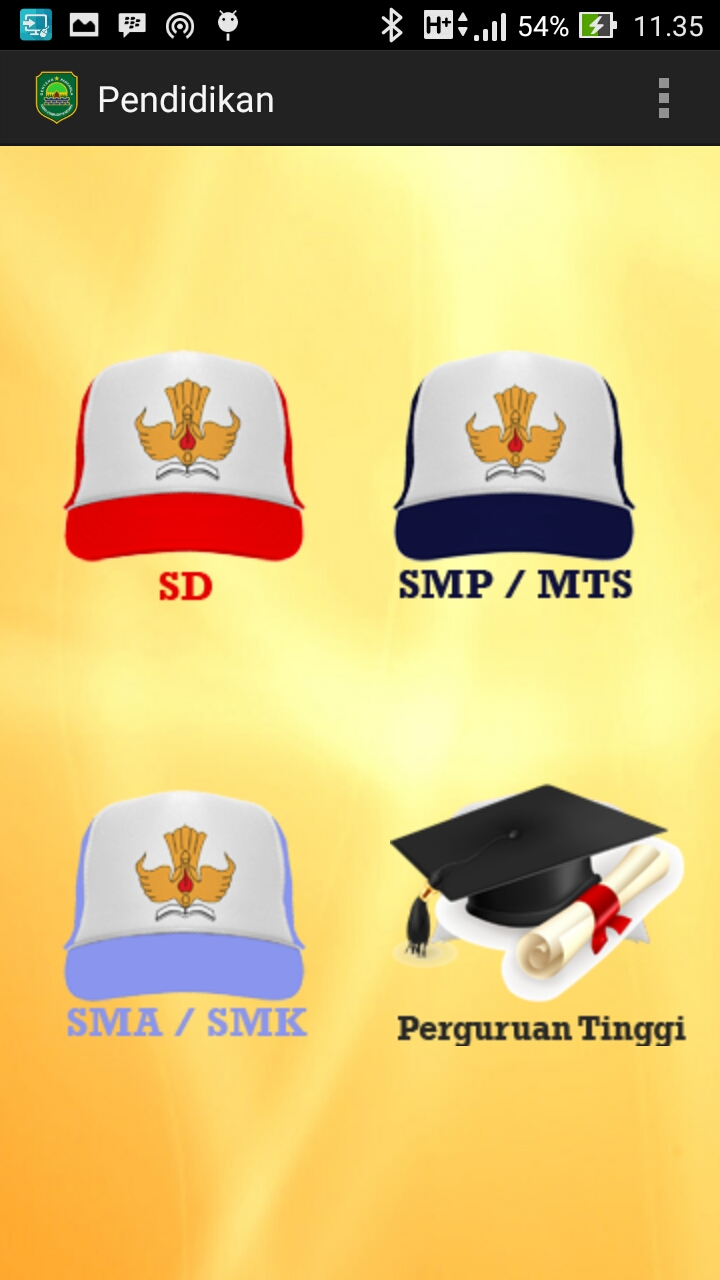 H+ 54% 11.35
Pendidikan
SD
SMP / MTS
SMA / SMK
Perguruan Tinggi